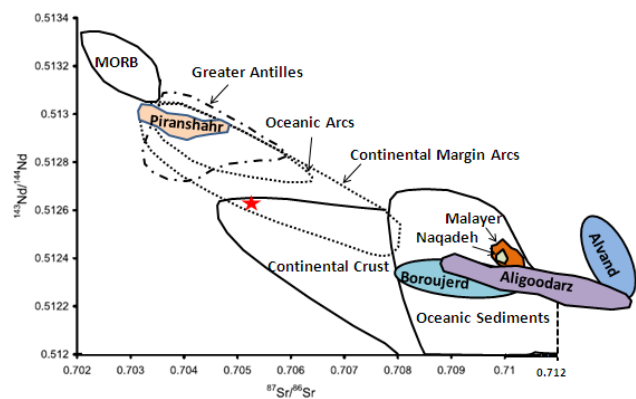 0.5134
MORB
Greater Antilles
0.5132
0.513
Piranshahr
Oceanic Arcs
0.5128
Continental Margin Arcs
¹⁴³Nd/¹⁴⁴Nd
0.5126
Malayer
Naqadeh
0.5124
Continental Crust
Alvand
Boroujerd
Aligoodarz
0.5122
Oceanic Sediments
0.512
0.702 0.703 0.704 0.705 0.706 0.707 0.708 0.709 0.71 0.712
⁸⁷Sr/⁸⁶Sr